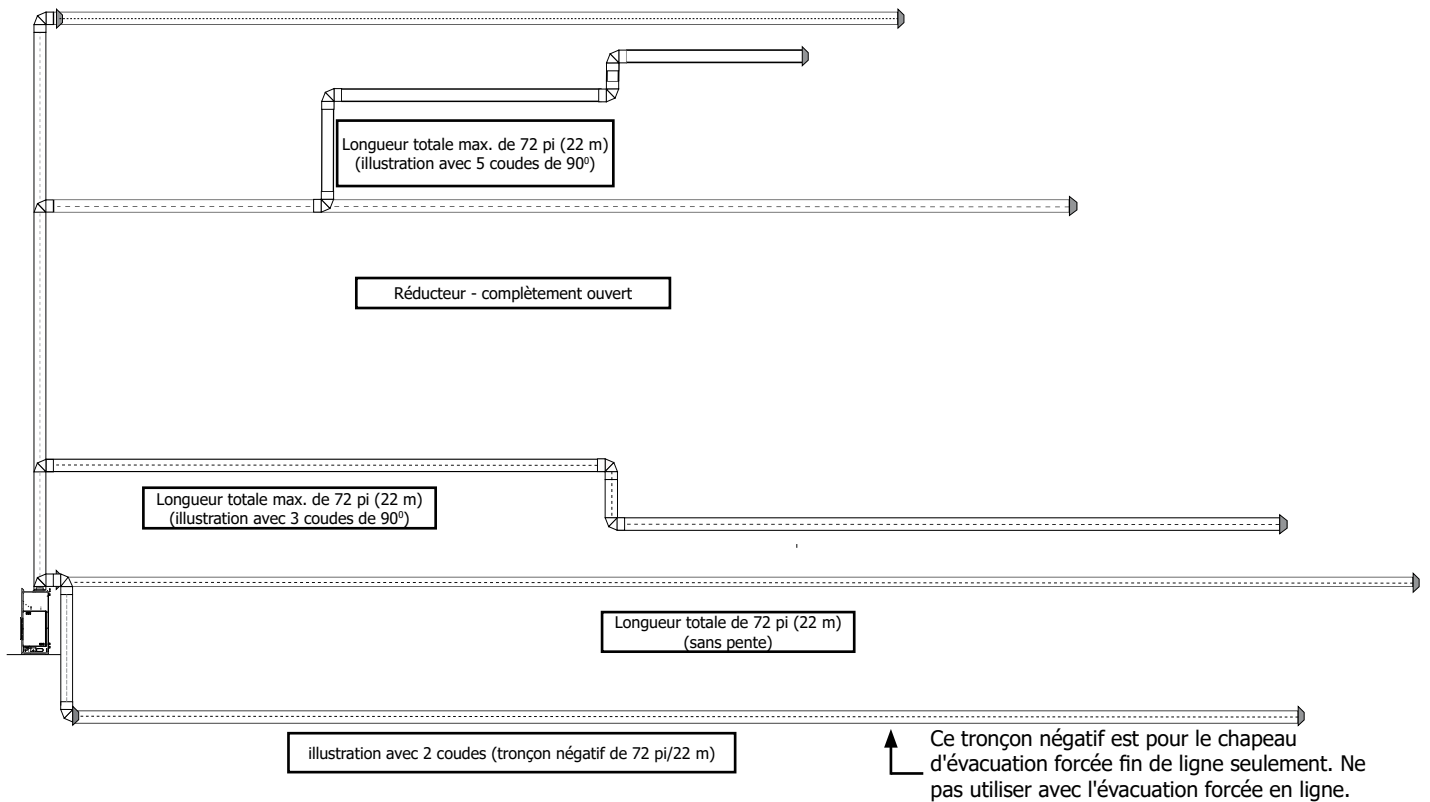 Longueur totale max. de 72 pi (22 m)
(illustration avec 5 coudes de 90⁰)
Réducteur - complètement ouvert
Longueur totale max. de 72 pi (22 m)
(illustration avec 3 coudes de 90⁰)
Longueur totale de 72 pi (22 m)
(sans pente)
illustration avec 2 coudes (tronçon négatif de 72 pi/22 m)
Ce tronçon négatif est pour le chapeau
d'évacuation forcée fin de ligne seulement. Ne
pas utiliser avec l'évacuation forcée en ligne.